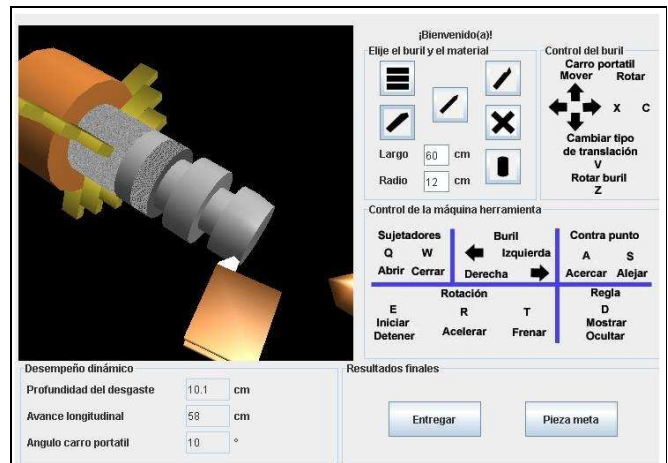 ¡Bienvenido(a)!
Elije el buril y el material
Largo 60 cm
Radio 12 cm
Control del buril
Carro portatil
Mover Rotar
X C
Cambiar tipo
de translación
V
Rotar buril
Z
Control de la máquina herramienta
Sujetadores
Q W
Abrir Cerrar
Buril
Izquierda
Derecha
Contra punto
A S
Acercar Alejar
Rotación
E R T
Iniciar
Detener Acelerar Frenar
Regla
D
Mostrar
Ocultar
Desempeño dinámico
Profundidad del desgaste 10.1 cm
Avance longitudinal 58 cm
Angulo carro portatil 10 °
Resultados finales
Entregar Pieza meta